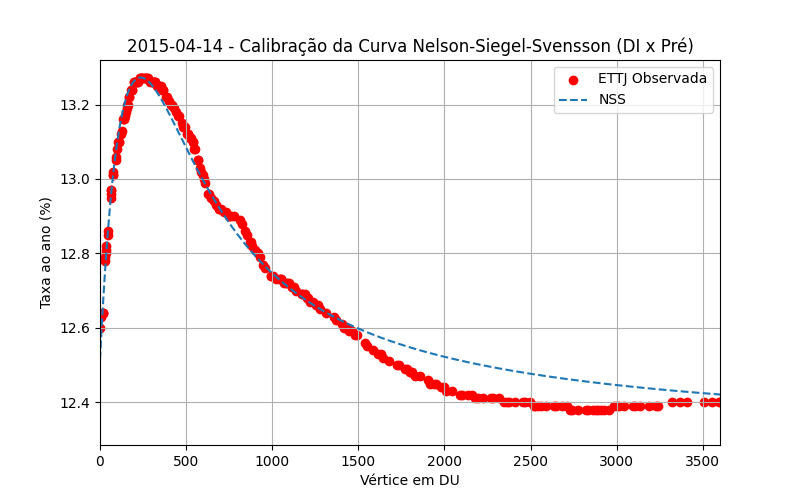 2015-04-14 - Calibração da Curva Nelson-Siegel-Svensson (DI x Pré)
ETTJ Observada
NSS
Taxa ao ano (%)
13.2
13.0
12.8
12.6
12.4
0 500 1000 1500 2000 2500 3000 3500
Vértice em DU